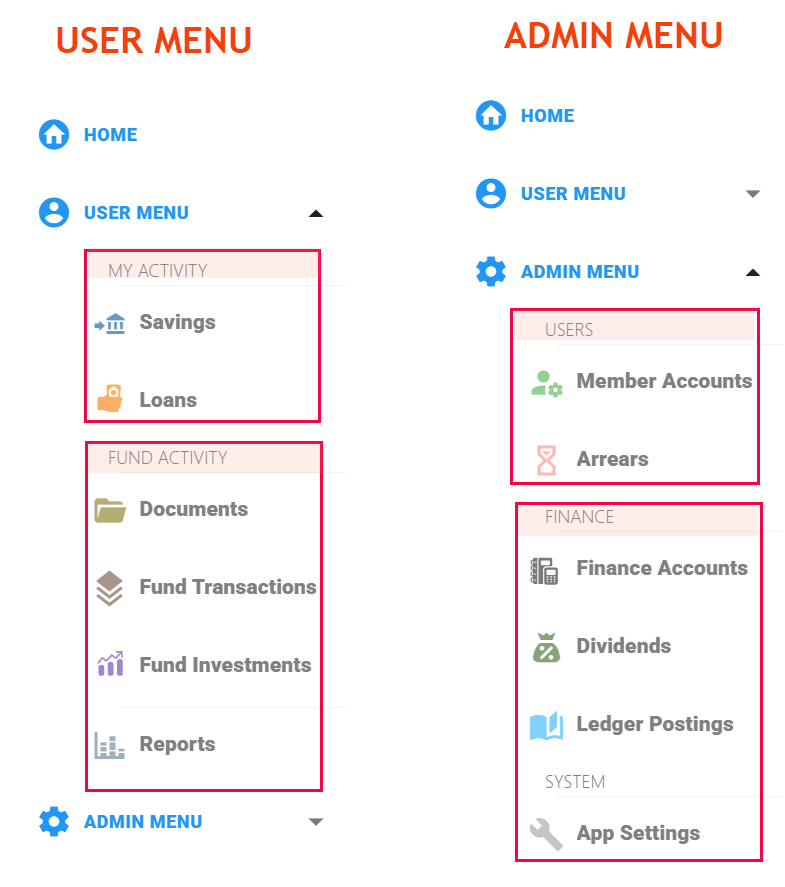 USER MENU
HOME
USER MENU
MY ACTIVITY
Savings
Loans
FUND ACTIVITY
Documents
Fund Transactions
Fund Investments
Reports
ADMIN MENU
ADMIN MENU
HOME
USER MENU
ADMIN MENU
USERS
Member Accounts
Arrears
FINANCE
Finance Accounts
Dividends
Ledger Postings
SYSTEM
App Settings